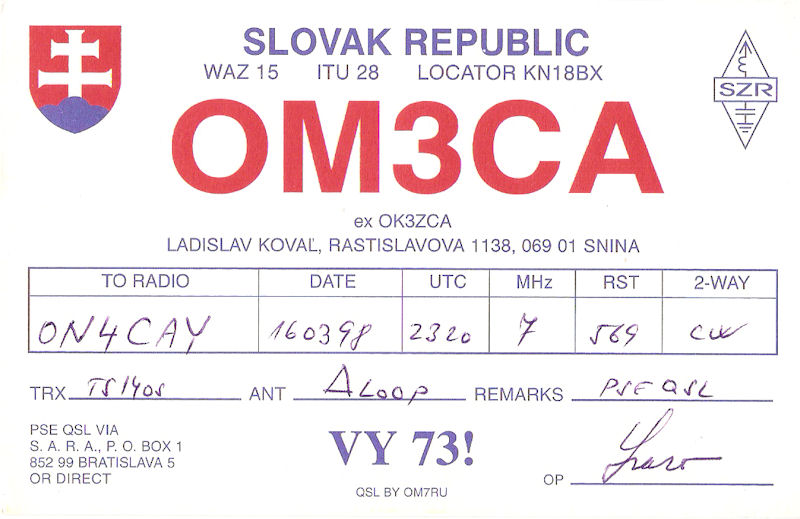 SLOVAK REPUBLIC
WAZ 15 ITU 28 LOCATOR KN18BX
SZR
OM3CA
ex OK3ZCA
LADISLAV KOVAĽ, RASTISLAVOVA 1138, 069 01 SNINA
TO RADIO DATE UTC MHz RST 2-WAY
ON4CAY 160398 2320 7 569 CW
TRX TS140S ANT Δ LOOP REMARKS PSE QSL
PSE QSL VIA
S. A. R. A., P. O. BOX 1
852 99 BRATISLAVA 5
OR DIRECT
VY 73!
OP
QSL BY OM7RU